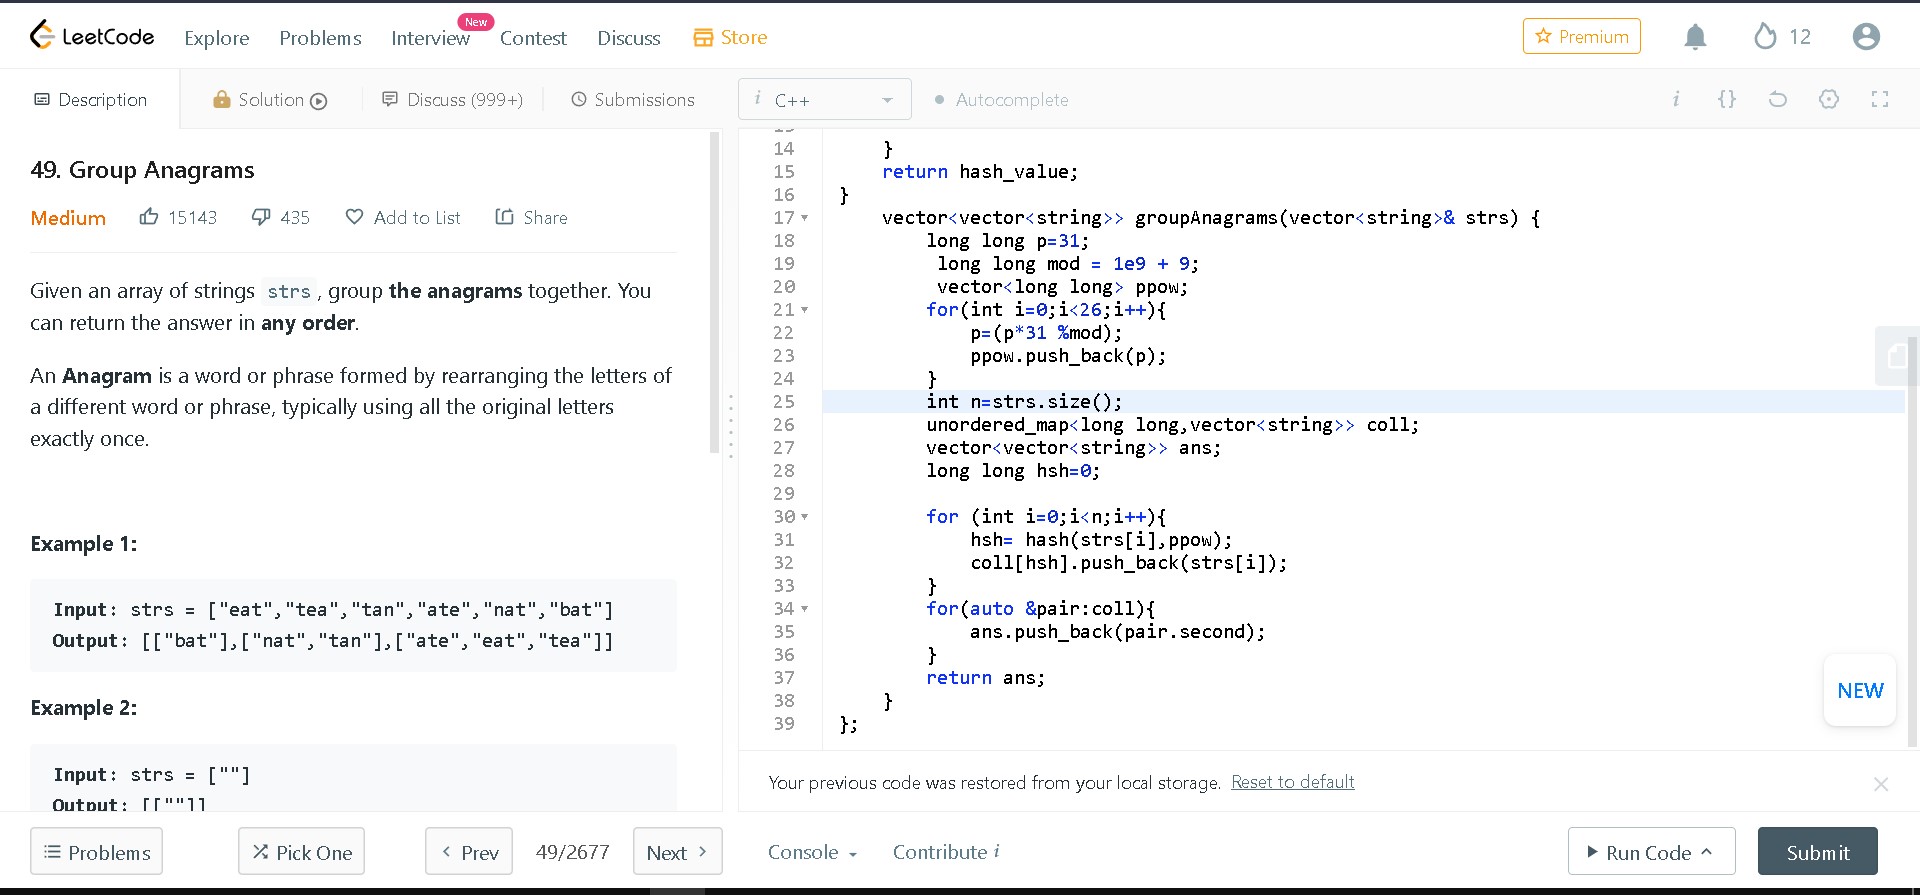 LeetCode Explore Problems Interview New Contest Discuss Store Premium 12
Description Solution Discuss (999+) Submissions
49. Group Anagrams
Medium 15143 435 Add to List Share
Given an array of strings strs, group the anagrams together. You
can return the answer in any order.
An Anagram is a word or phrase formed by rearranging the letters of
a different word or phrase, typically using all the original letters
exactly once.
Example 1:
Input: strs = ["eat","tea","tan","ate","nat","bat"]
Output: [["bat"],["nat","tan"],["ate","eat","tea"]]
Example 2:
Input: strs = [""]
Output: [[""]]
Problems Pick One Prev 49/2677 Next
i C++ Autocomplete i {}
14 }
15 return hash_value;
16 }
17 vector<vector<string>> groupAnagrams(vector<string>& strs) {
18 long long p=31;
19 long long mod = 1e9 + 9;
20 vector<long long> ppow;
21 for(int i=0;i<26;i++){
22 p=(p*31 %mod);
23 ppow.push_back(p);
24 }
25 int n=strs.size();
26 unordered_map<long long,vector<string>> coll;
27 vector<vector<string>> ans;
28 long long hsh=0;
29
30 for (int i=0;i<n;i++){
31 hsh= hash(strs[i],ppow);
32 coll[hsh].push_back(strs[i]);
33 }
34 for(auto &pair:coll){
35 ans.push_back(pair.second);
36 }
37 return ans;
38 }
39 };
NEW
Your previous code was restored from your local storage. Reset to default
Console Contribute i Run Code Submit